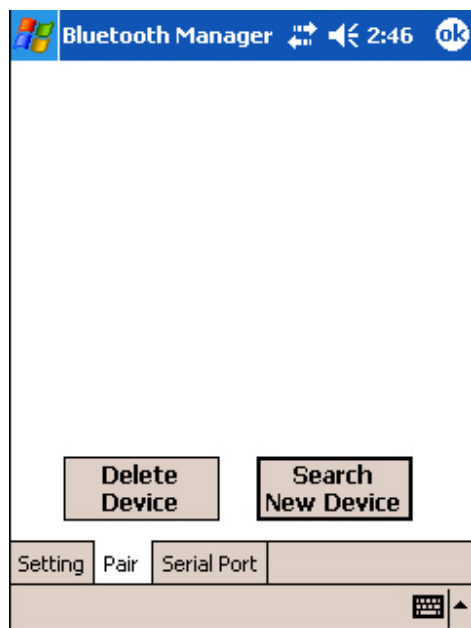 Bluetooth Manager 2:46 ok
Delete
Device
Search
New Device
Setting Pair Serial Port